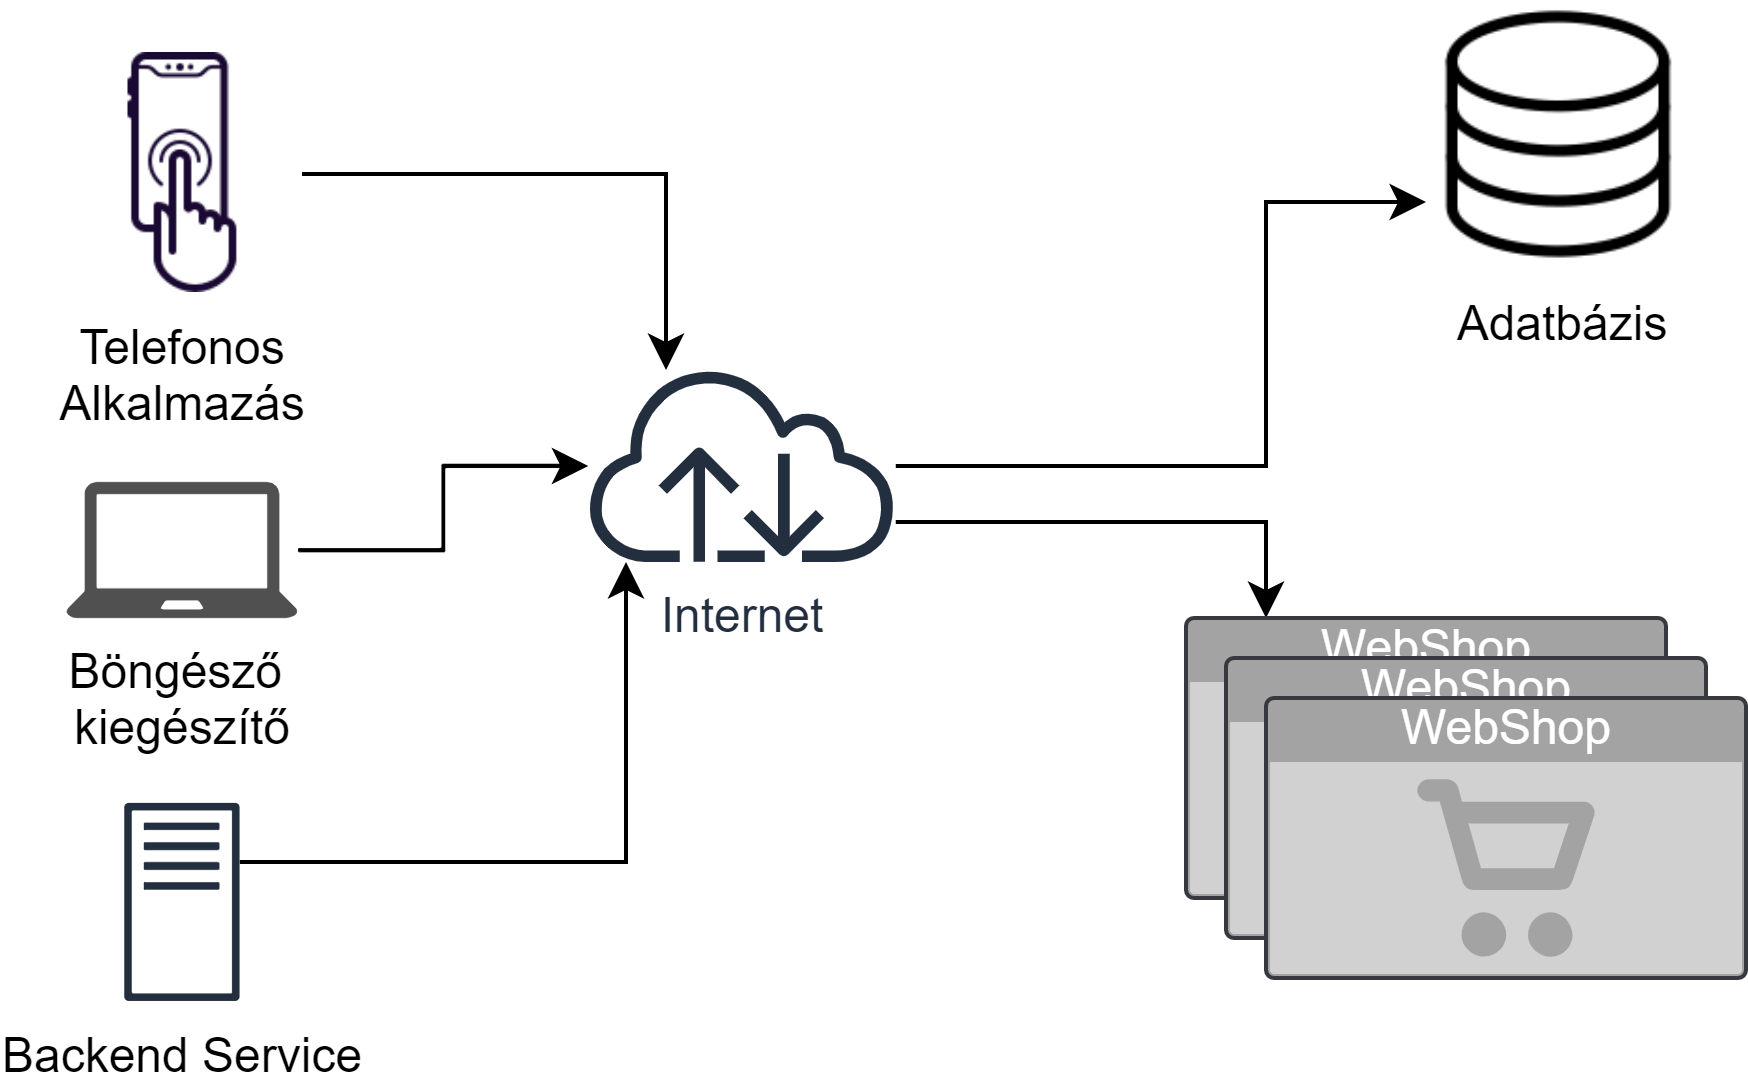 Telefonos
Alkalmazás
Böngésző
kiegészítő
Backend Service
Internet
Adatbázis
WebShop
WebShop
WebShop